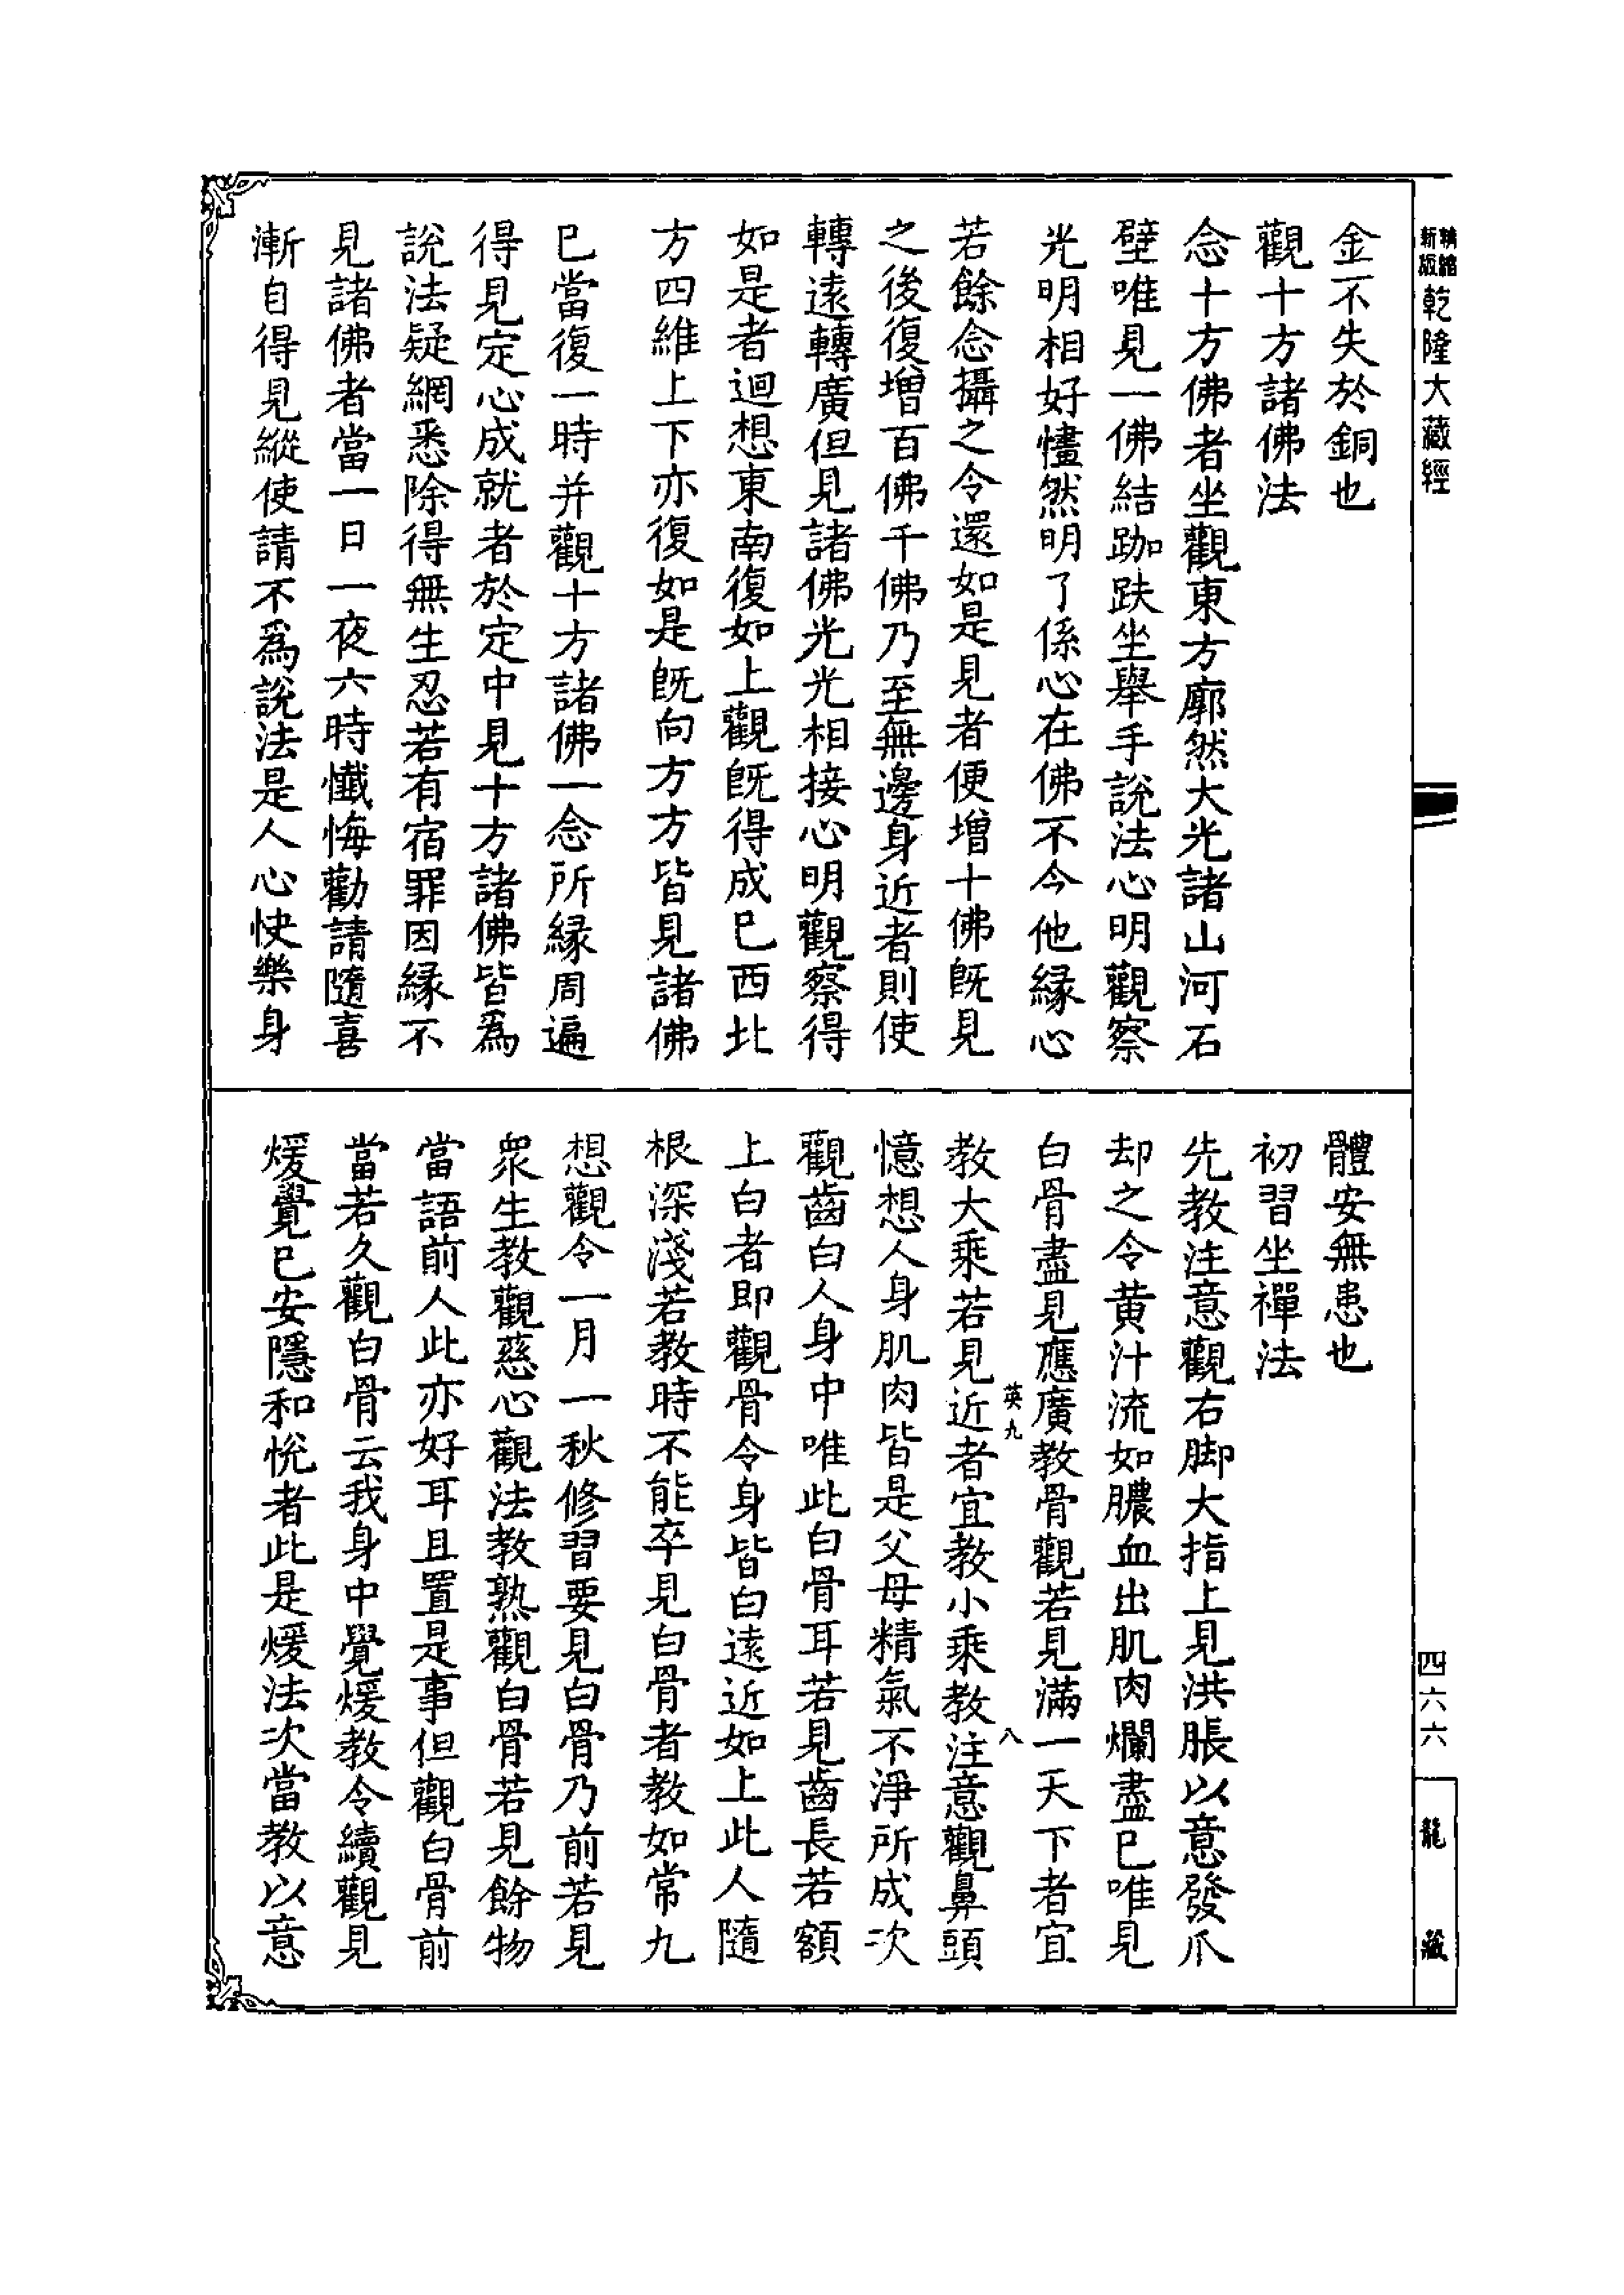 精縮新版乾隆大藏經
金不失於銅也
觀十方諸佛法
念十方佛者坐觀東方廓然大光諸山河石
壁唯見一佛結跏趺坐舉手說法心明觀察
光明相好㦎然明了係心在佛不令他緣心
若餘念攝之令還如是見者便增十佛旣見
之後復增百佛千佛乃至無邊身近者則使
轉遠轉廣但見諸佛光光相接心明觀察得
如是者迴想東南復如上觀旣得成已西北
方四維上下亦復如是旣向方方皆見諸佛
已當復一時并觀十方諸佛一念所緣周遍
得見定心成就者於定中見十方諸佛皆爲
說法疑網悉除得無生忍若有宿罪因緣不
見諸佛者當一日一夜六時懺悔勸請隨喜
漸自得見縱使請不爲說法是人心快樂身
體安無患也
初習坐禪法
先教注意觀右脚大指上見洪脹以意發爪
却之令黃汁流如膿血出肌肉爛盡已唯見
白骨盡見應廣教骨觀若見滿一天下者宜
英九
八
教大乘若見近者宜教小乘教注意觀鼻頭
憶想人身肌肉皆是父母精氣不淨所成次
觀齒白人身中唯此白骨耳若見齒長若額
上白者即觀骨令身皆白遠近如上此人隨
根深淺若教時不能卒見白骨者教如常九
想觀令一月一秋修習要見白骨乃前若見
衆生教觀慈心觀法教熟觀白骨若見餘物
當語前人此亦好耳且置是事但觀白骨前
當若久觀白骨云我身中覺煖教令續觀見
煖覺已安隱和悅者此是煖法次當教以意
四六六
龍藏